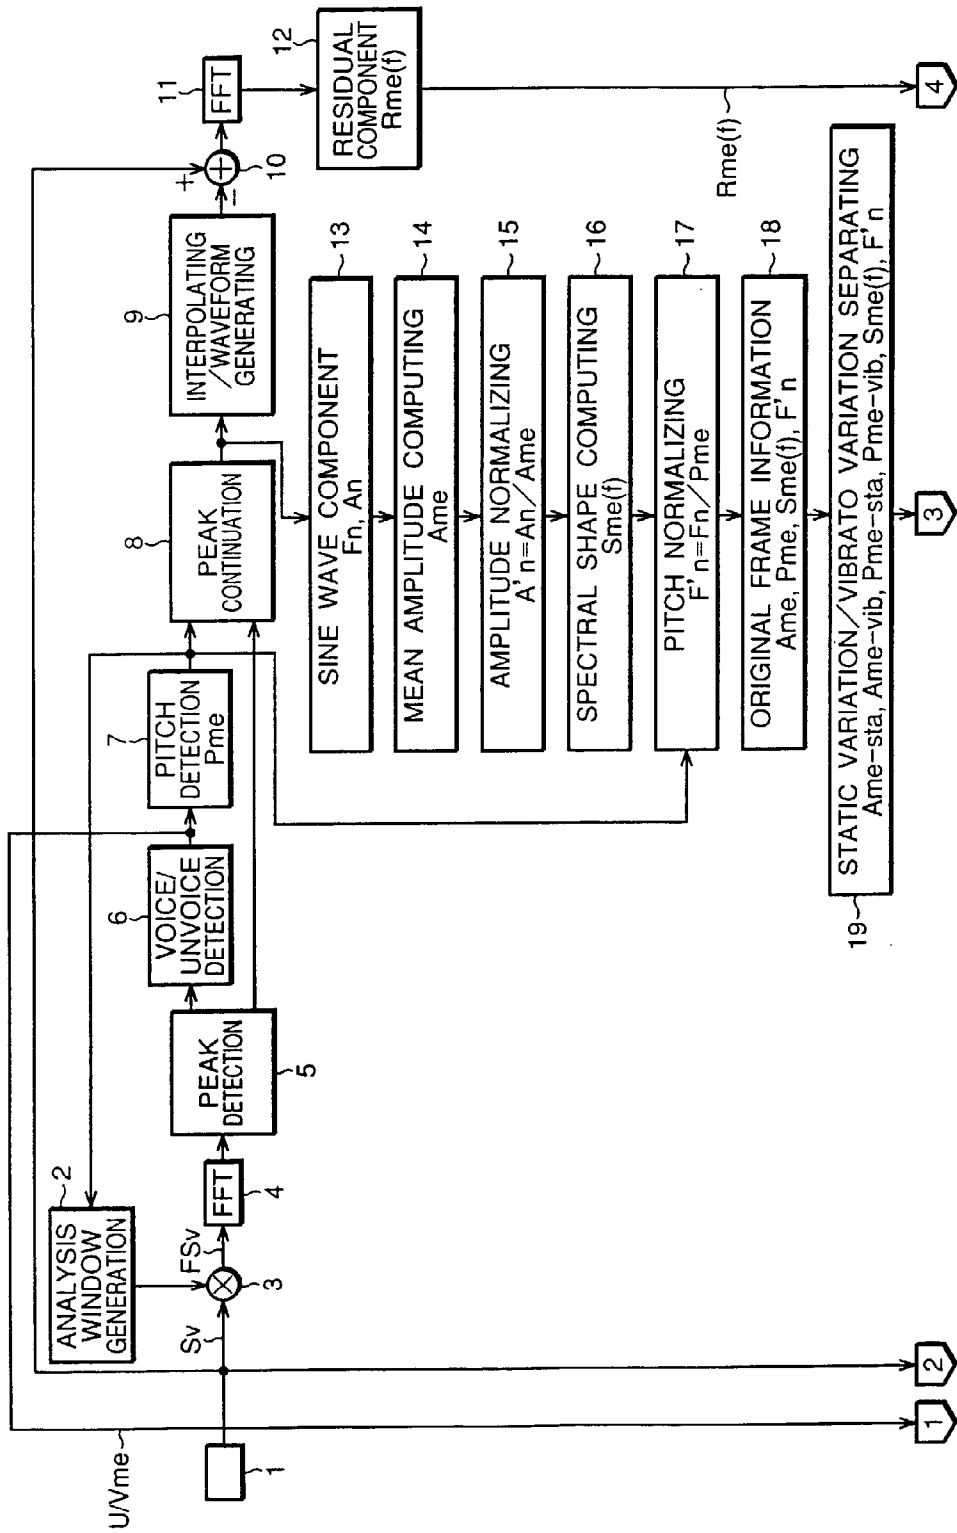 U/Vme
1
Sv
ANALYSIS
WINDOW
GENERATION
2
3
FSv
FFT
4
PEAK
DETECTION
5
VOICE/
UNVOICE
DETECTION
6
PITCH
DETECTION
Pme
7
PEAK
CONTINUATION
8
INTERPOLATING
/WAVEFORM
GENERATING
9
+
−
10
FFT
11
RESIDUAL
COMPONENT
Rme(f)
12
SINE WAVE COMPONENT
Fn, An
13
MEAN AMPLITUDE COMPUTING
Ame
14
AMPLITUDE NORMALIZING
A'n=An/Ame
15
SPECTRAL SHAPE COMPUTING
Sme(f)
16
PITCH NORMALIZING
F'n=Fn/Pme
17
ORIGINAL FRAME INFORMATION
Ame, Pme, Sme(f), F'n
18
STATIC VARIATION/VIBRATO VARIATION SEPARATING
Ame-sta, Ame-vib, Pme-sta, Pme-vib, Sme(f), F'n
19
Rme(f)
1
2
3
4